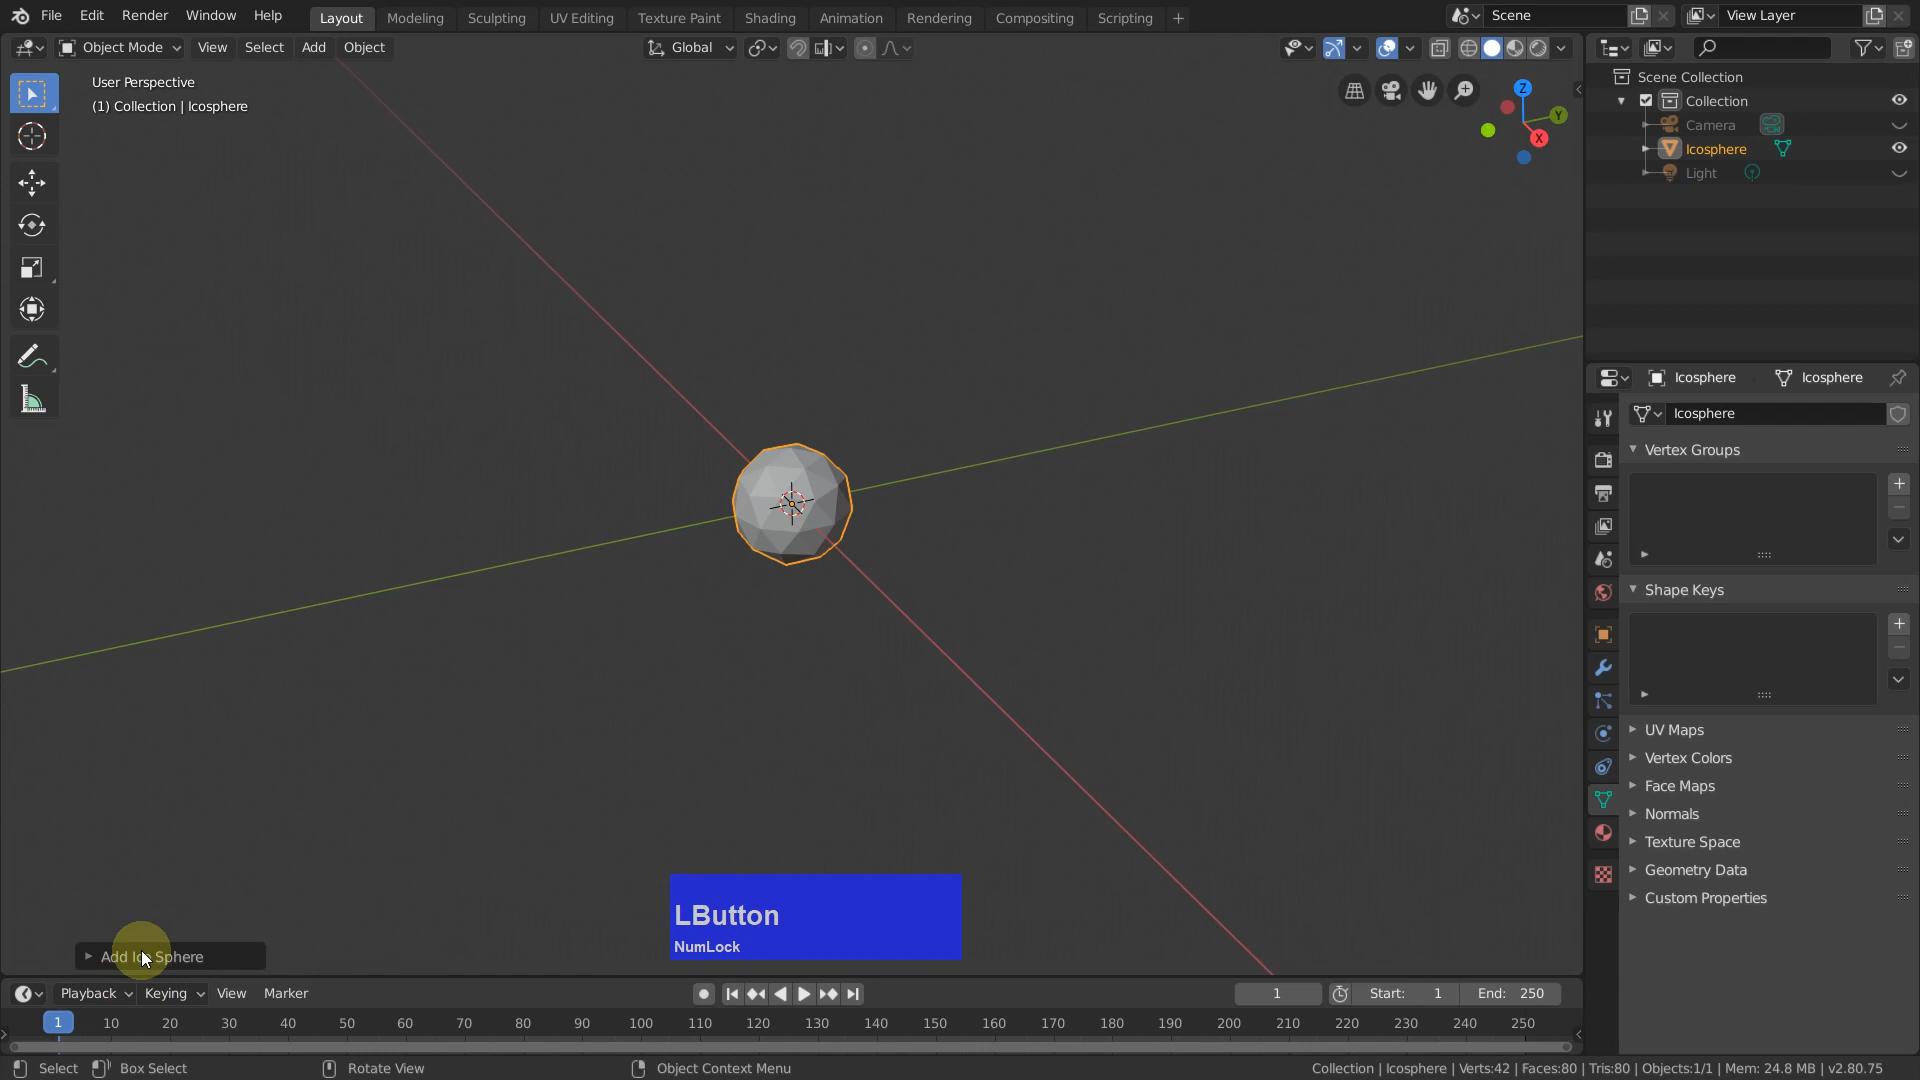 File Edit Render Window Help
Layout Modeling Sculpting UV Editing Texture Paint Shading Animation Rendering Compositing Scripting +
Scene
View Layer
Object Mode View Select Add Object
Global
User Perspective
(1) Collection | Icosphere
Z
Y
X
Scene Collection
Collection
Camera
Icosphere
Light
Icosphere Icosphere
Icosphere
Vertex Groups
Shape Keys
UV Maps
Vertex Colors
Face Maps
Normals
Texture Space
Geometry Data
Custom Properties
LButton
NumLock
Add Ico Sphere
Playback Keying View Marker
1 Start: 1 End: 250
1 10 20 30 40 50 60 70 80 90 100 110 120 130 140 150 160 170 180 190 200 210 220 230 240 250
Select Box Select Rotate View Object Context Menu
Collection | Icosphere | Verts:42 | Faces:80 | Tris:80 | Objects:1/1 | Mem: 24.8 MB | v2.80.75